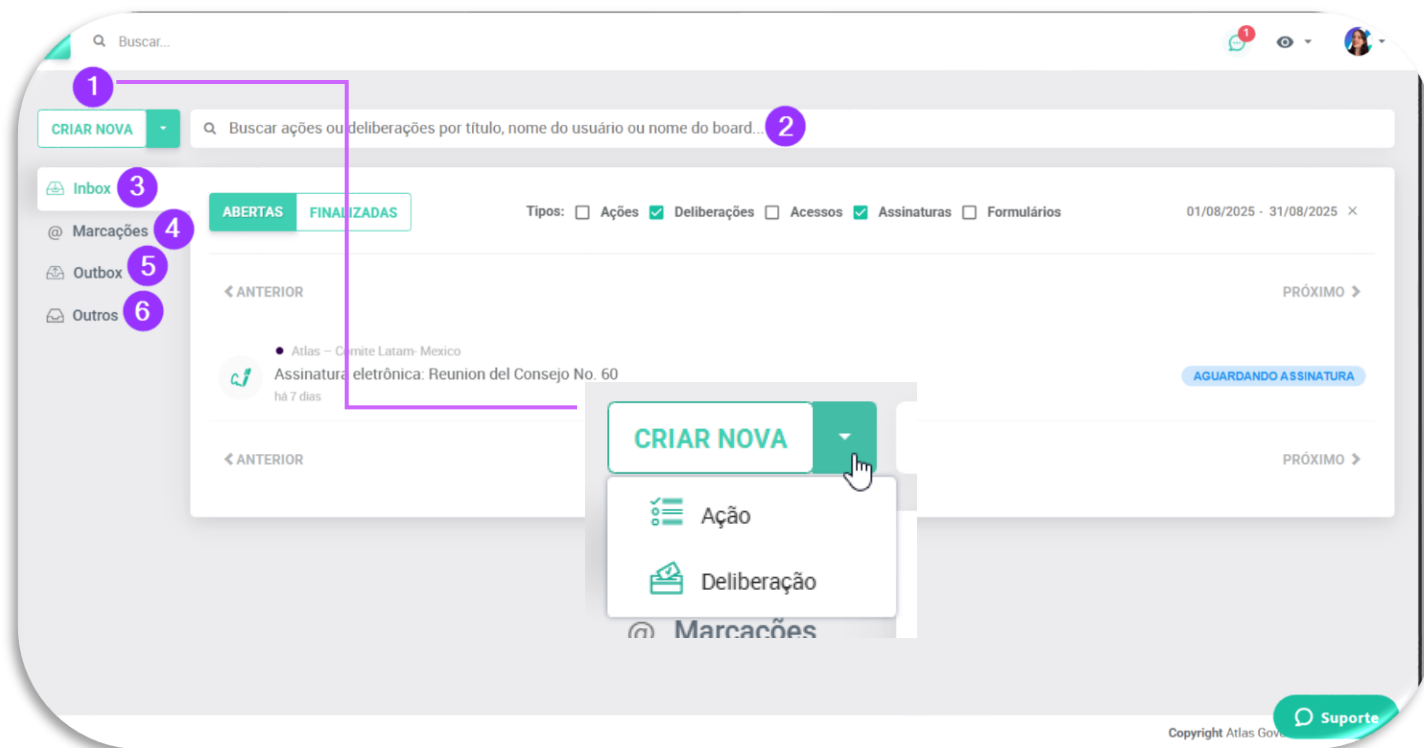 Buscar...
1
1
CRIAR NOVA
Buscar ações ou deliberações por título, nome do usuário ou nome do board... 2
Inbox 3
@ Marcações 4
Outbox 5
Outros 6
ABERTAS FINALIZADAS
Tipos: Ações Deliberações Acessos Assinaturas Formulários
01/08/2025 - 31/08/2025 ×
ANTERIOR PRÓXIMO
Atlas – Comite Latam- Mexico
Assinatura eletrônica: Reunion del Consejo No. 60
há 7 dias
AGUARDANDO ASSINATURA
ANTERIOR PRÓXIMO
CRIAR NOVA
Ação
Deliberação
@ Marcações
Suporte
Copyright Atlas